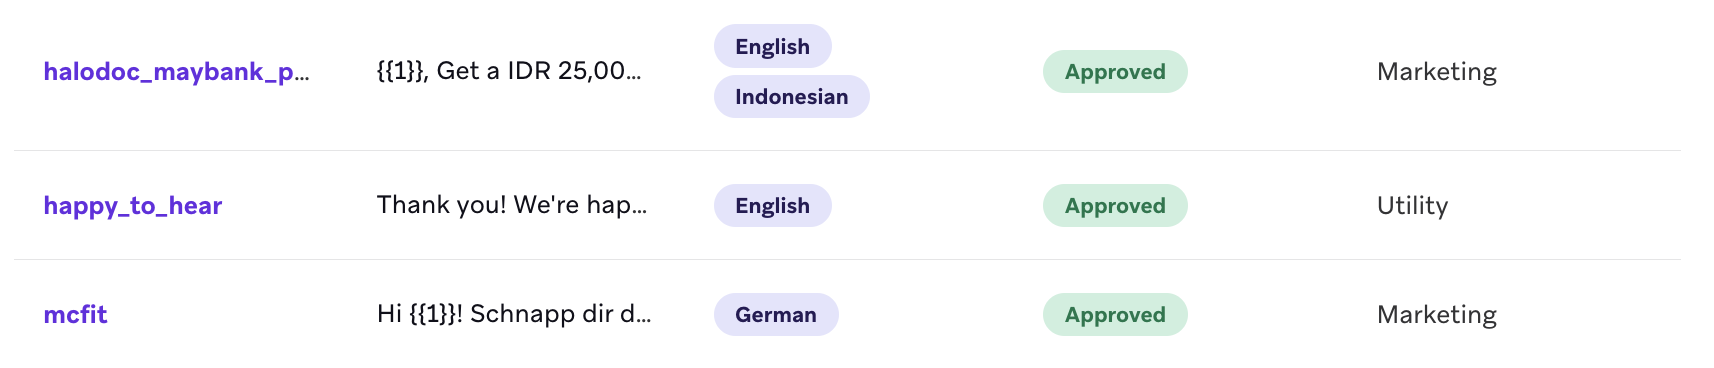 halodoc_maybank_p...
{{1}}, Get a IDR 25,00...
English
Indonesian
Approved
Marketing
happy_to_hear
Thank you! We're hap...
English
Approved
Utility
mcfit
Hi {{1}}! Schnapp dir d...
German
Approved
Marketing